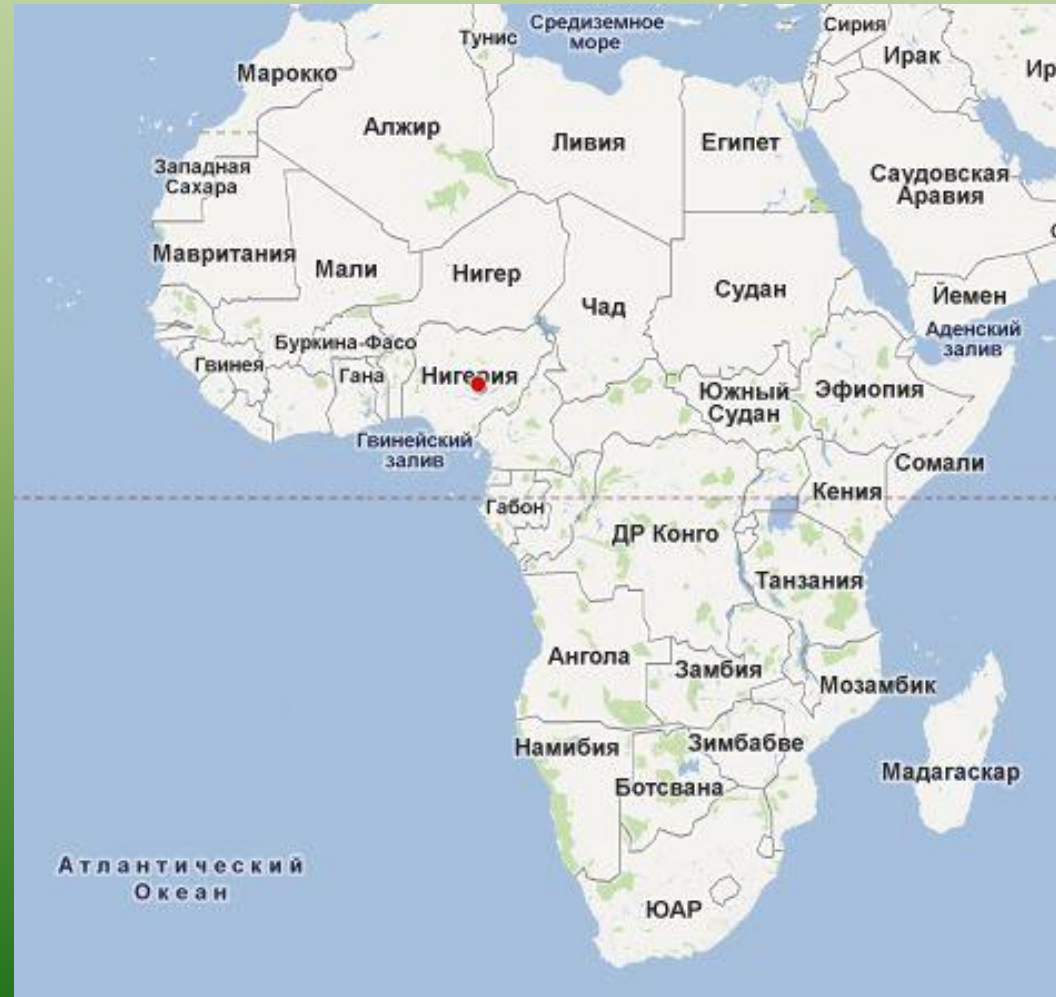 Средиземное
море
Тунис
Сирия
Ирак
Ир
Марокко
Алжир
Ливия
Египет
Западная
Сахара
Саудовская
Аравия
Мавритания
Мали
Нигер
Чад
Судан
Йемен
Аденский
залив
Буркина-Фасо
Гвинея
Гана
Нигерия
Южный
Судан
Эфиопия
Гвинейский
залив
Сомали
Кения
Габон
ДР Конго
Танзания
Ангола
Замбия
Мозамбик
Намибия
Зимбабве
Ботсвана
Мадагаскар
Атлантический
Океан
ЮАР